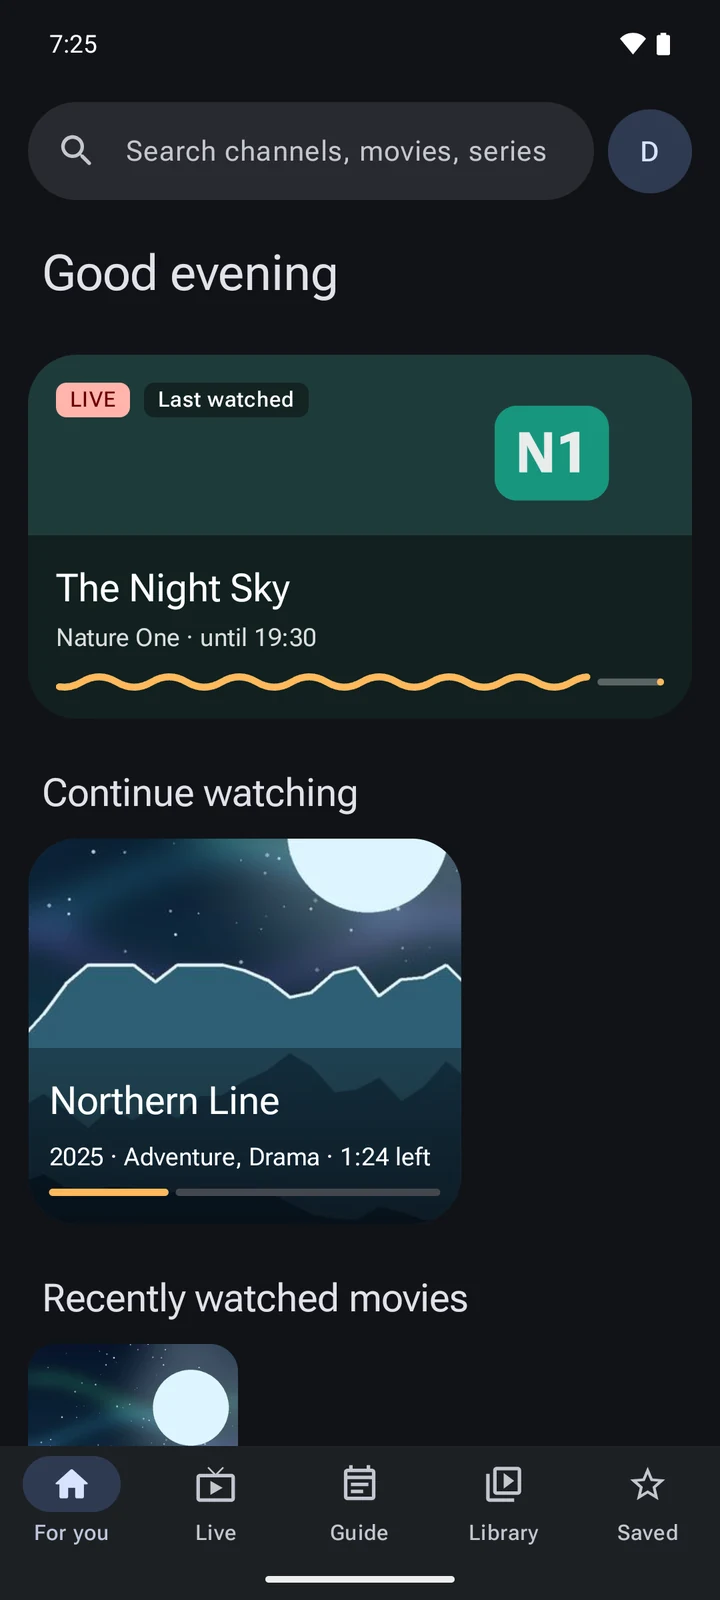 7:25
Search channels, movies, series
D
Good evening
LIVE
Last watched
N1
The Night Sky
Nature One · until 19:30
Continue watching
Northern Line
2025 · Adventure, Drama · 1:24 left
Recently watched movies
For you
Live
Guide
Library
Saved